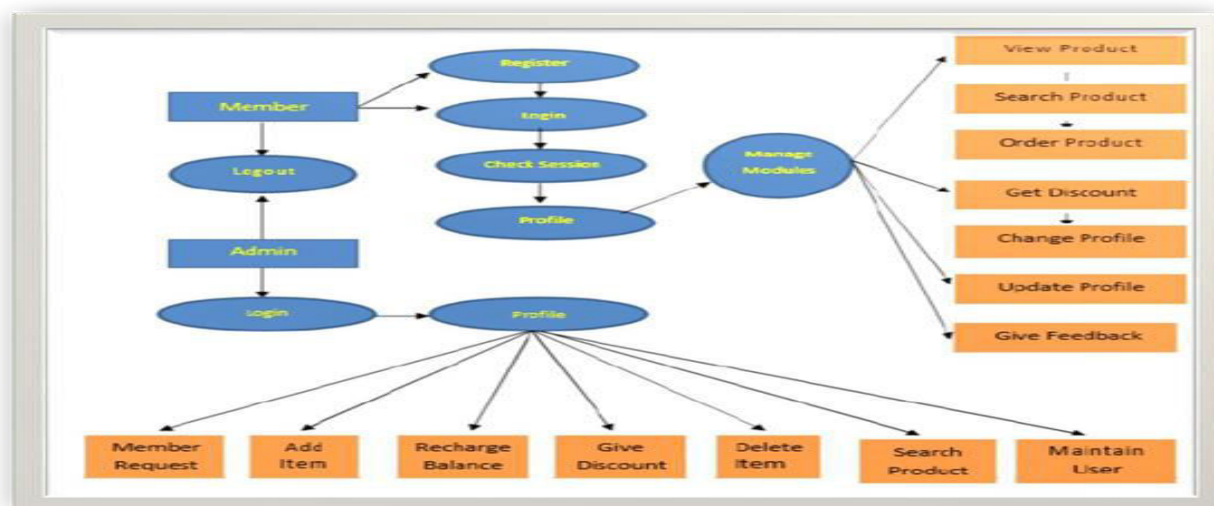 View Product
Register
Member
Search Product
Login
Order Product
Manage
Modules
Check Session
Logout
Get Discount
Profile
Change Profile
Admin
Update Profile
Login
Profile
Give Feedback
Member
Request
Add
Item
Recharge
Balance
Give
Discount
Delete
Item
Search
Product
Maintain
User